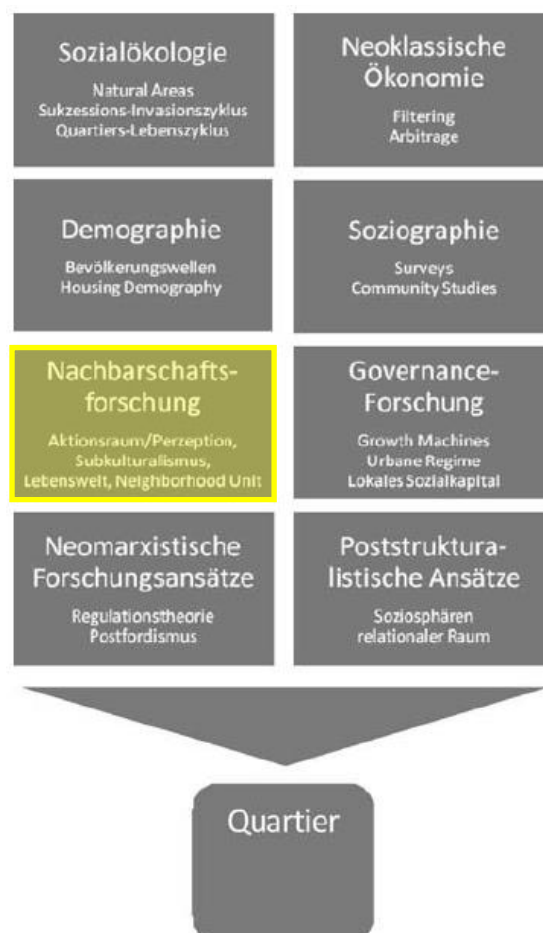 Sozialökologie
Natural Areas
Sukzessions-Invasionszyklus
Quartiers-Lebenszyklus
Neoklassische
Ökonomie
Filtering
Arbitrage
Demographie
Bevölkerungswellen
Housing Demography
Soziographie
Surveys
Community Studies
Nachbarschafts-
forschung
Aktionsraum/Perzeption,
Subkulturalismus,
Lebenswelt, Neighborhood Unit
Governance-
Forschung
Growth Machines
Urbane Regime
Lokales Sozialkapital
Neomarxistische
Forschungsansätze
Regulationstheorie
Postfordismus
Poststruktura-
listische Ansätze
Soziosphären
relationaler Raum
Quartier